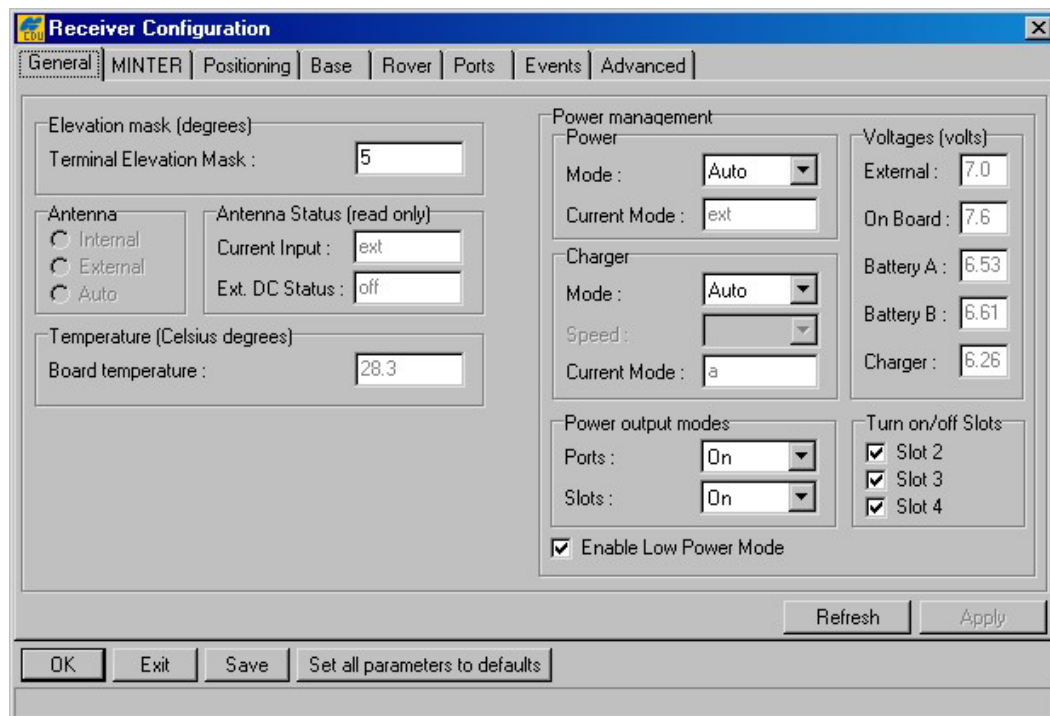 CDU Receiver Configuration
General MINTER Positioning Base Rover Ports Events Advanced
Elevation mask (degrees)
Terminal Elevation Mask : 5
Antenna
Internal
External
Auto
Antenna Status (read only)
Current Input : ext
Ext. DC Status : off
Temperature (Celsius degrees)
Board temperature : 28.3
Power management
Power
Mode : Auto
Current Mode : ext
Charger
Mode : Auto
Speed :
Current Mode : a
Voltages (volts)
External : 7.0
On Board : 7.6
Battery A : 6.53
Battery B : 6.61
Charger : 6.26
Power output modes
Ports : On
Slots : On
Turn on/off Slots
Slot 2
Slot 3
Slot 4
Enable Low Power Mode
Refresh Apply
OK Exit Save Set all parameters to defaults